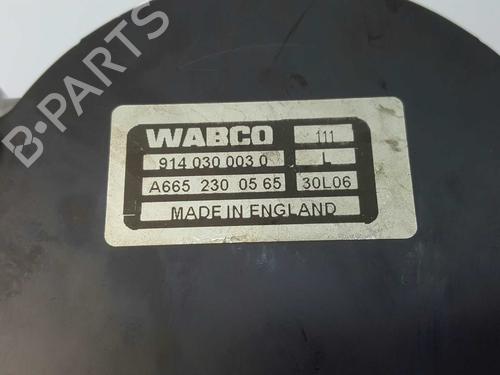 B-PARTS
WABCO 111
914 030 003 0 L
A665 230 05 65 30L06
MADE IN ENGLAND